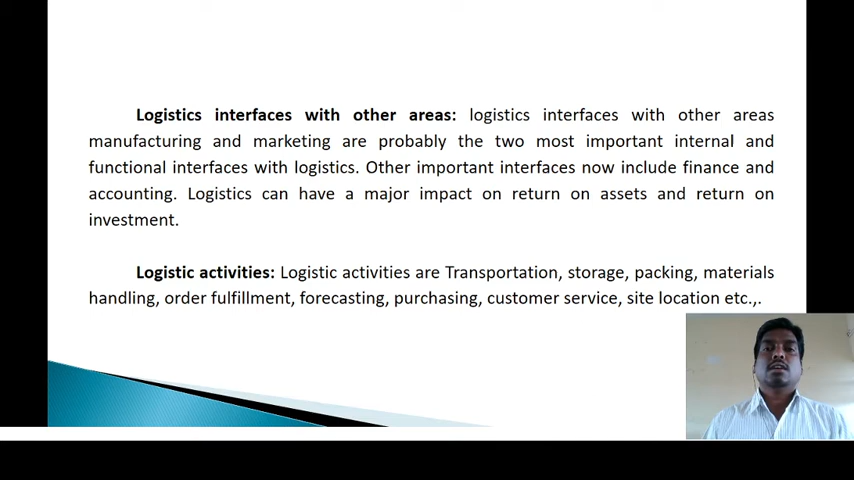 Logistics interfaces with other areas: logistics interfaces with other areas
manufacturing and marketing are probably the two most important internal and
functional interfaces with logistics. Other important interfaces now include finance and
accounting. Logistics can have a major impact on return on assets and return on
investment.
Logistic activities: Logistic activities are Transportation, storage, packing, materials
handling, order fulfillment, forecasting, purchasing, customer service, site location etc.,.